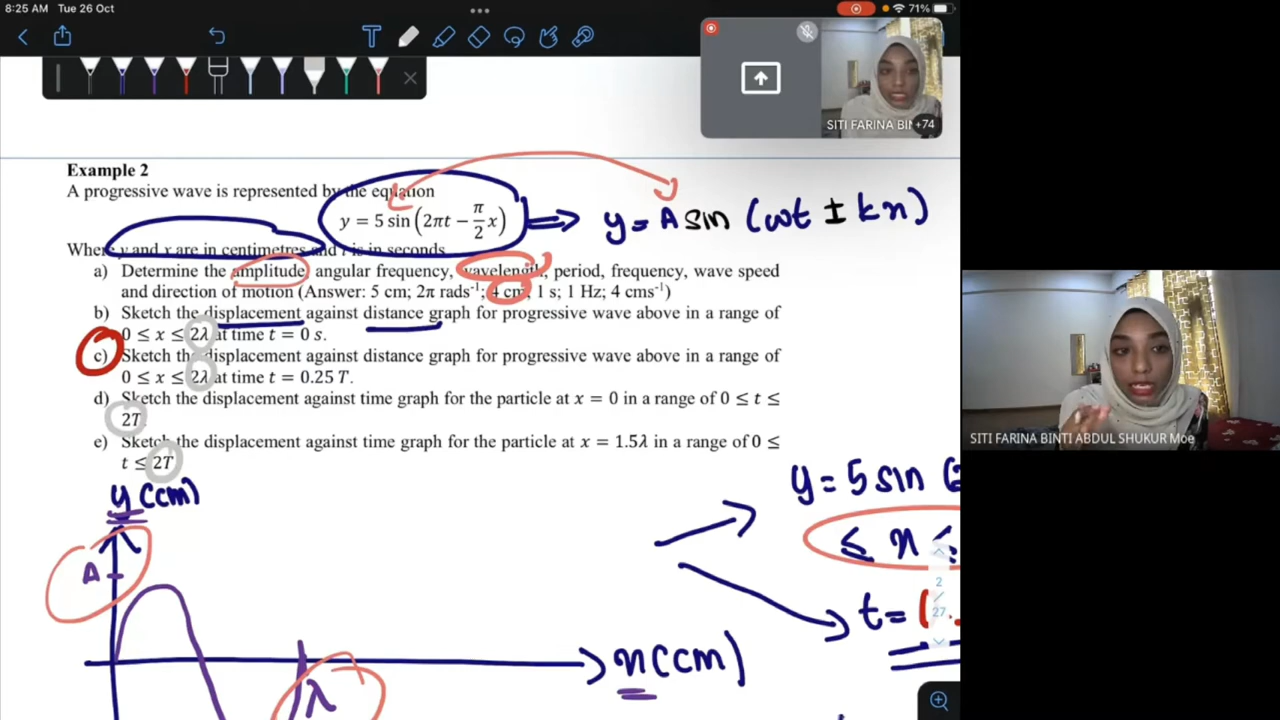 8:25 AM Tue 26 Oct
71%
SITI FARINA BI +74
Example 2
A progressive wave is represented by the equation
y = 5 sin (2πt − π/2 x) ⇒ y = A sin (ωt ± kx)
Where y and x are in centimetres and t is in seconds.
a) Determine the amplitude, angular frequency, wavelength, period, frequency, wave speed
and direction of motion (Answer: 5 cm; 2π rads⁻¹; 4 cm; 1 s; 1 Hz; 4 cms⁻¹)
b) Sketch the displacement against distance graph for progressive wave above in a range of
0 ≤ x ≤ 2λ at time t = 0 s.
c) Sketch the displacement against distance graph for progressive wave above in a range of
0 ≤ x ≤ 2λ at time t = 0.25 T.
d) Sketch the displacement against time graph for the particle at x = 0 in a range of 0 ≤ t ≤
2T.
e) Sketch the displacement against time graph for the particle at x = 1.5λ in a range of 0 ≤
t ≤ 2T
SITI FARINA BINTI ABDUL SHUKUR Moe
y (cm)
y = 5 sin (
≤ x ≤
A
2
/
27
t =
x (cm)
λ